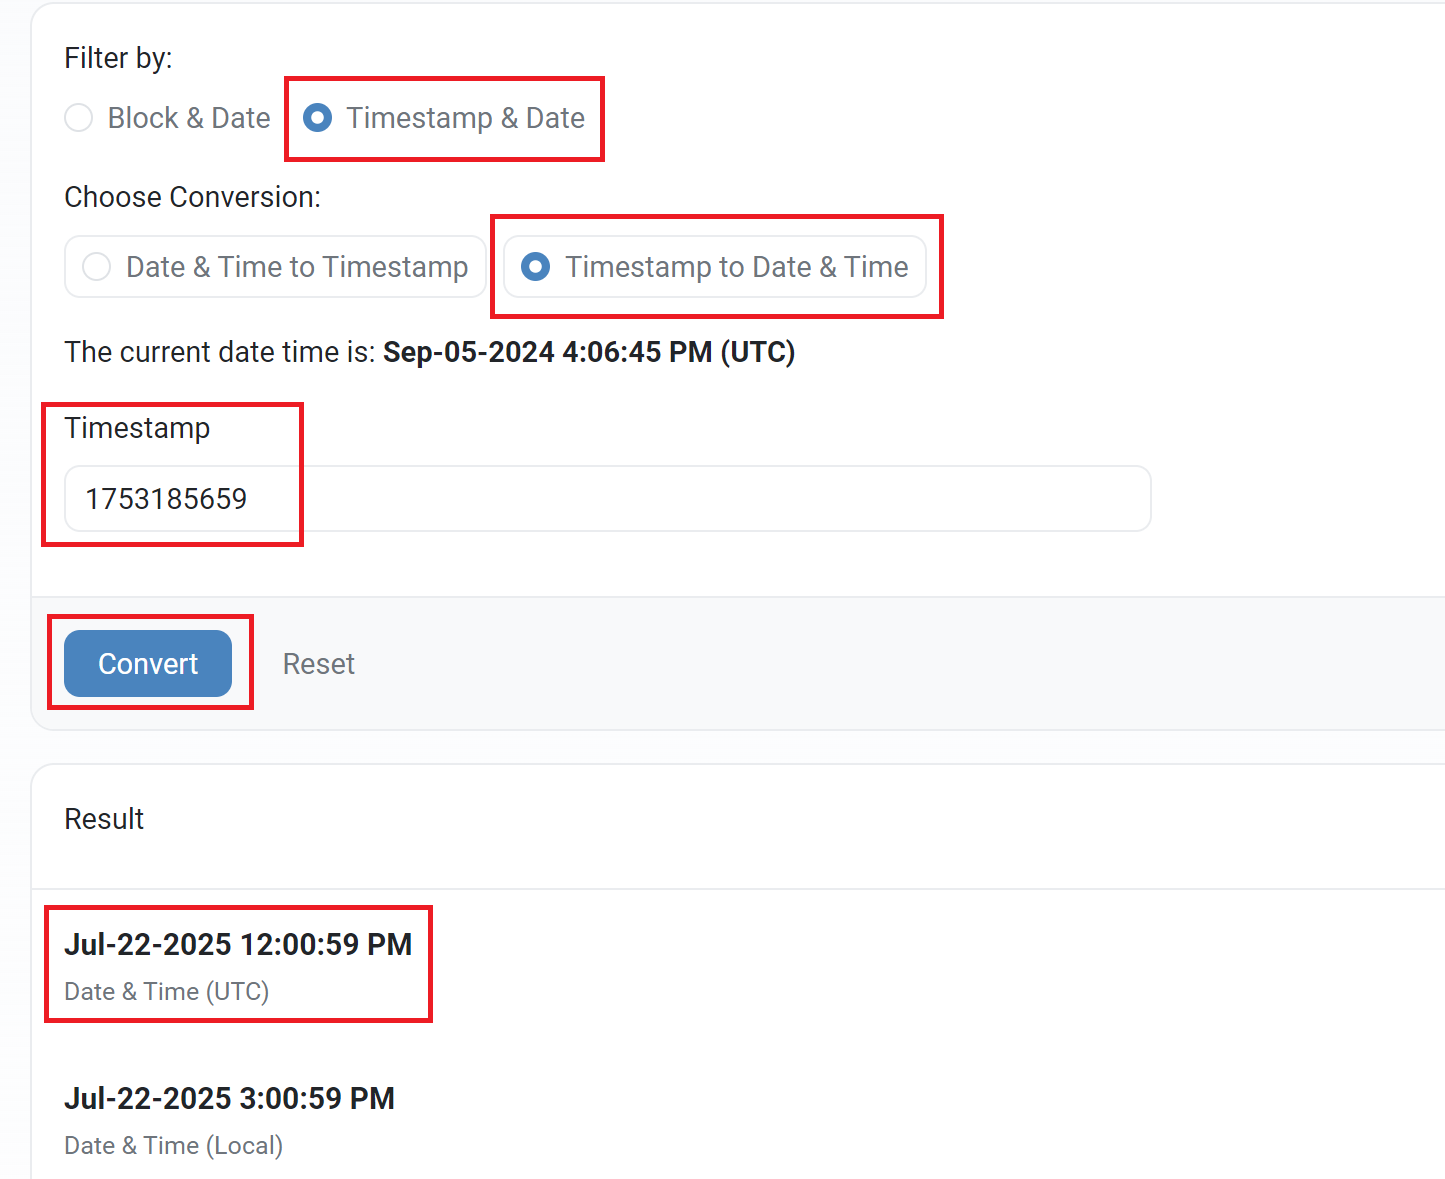 Filter by:
Block & Date Timestamp & Date
Choose Conversion:
Date & Time to Timestamp Timestamp to Date & Time
The current date time is: Sep-05-2024 4:06:45 PM (UTC)
Timestamp
1753185659
Convert Reset
Result
Jul-22-2025 12:00:59 PM
Date & Time (UTC)
Jul-22-2025 3:00:59 PM
Date & Time (Local)